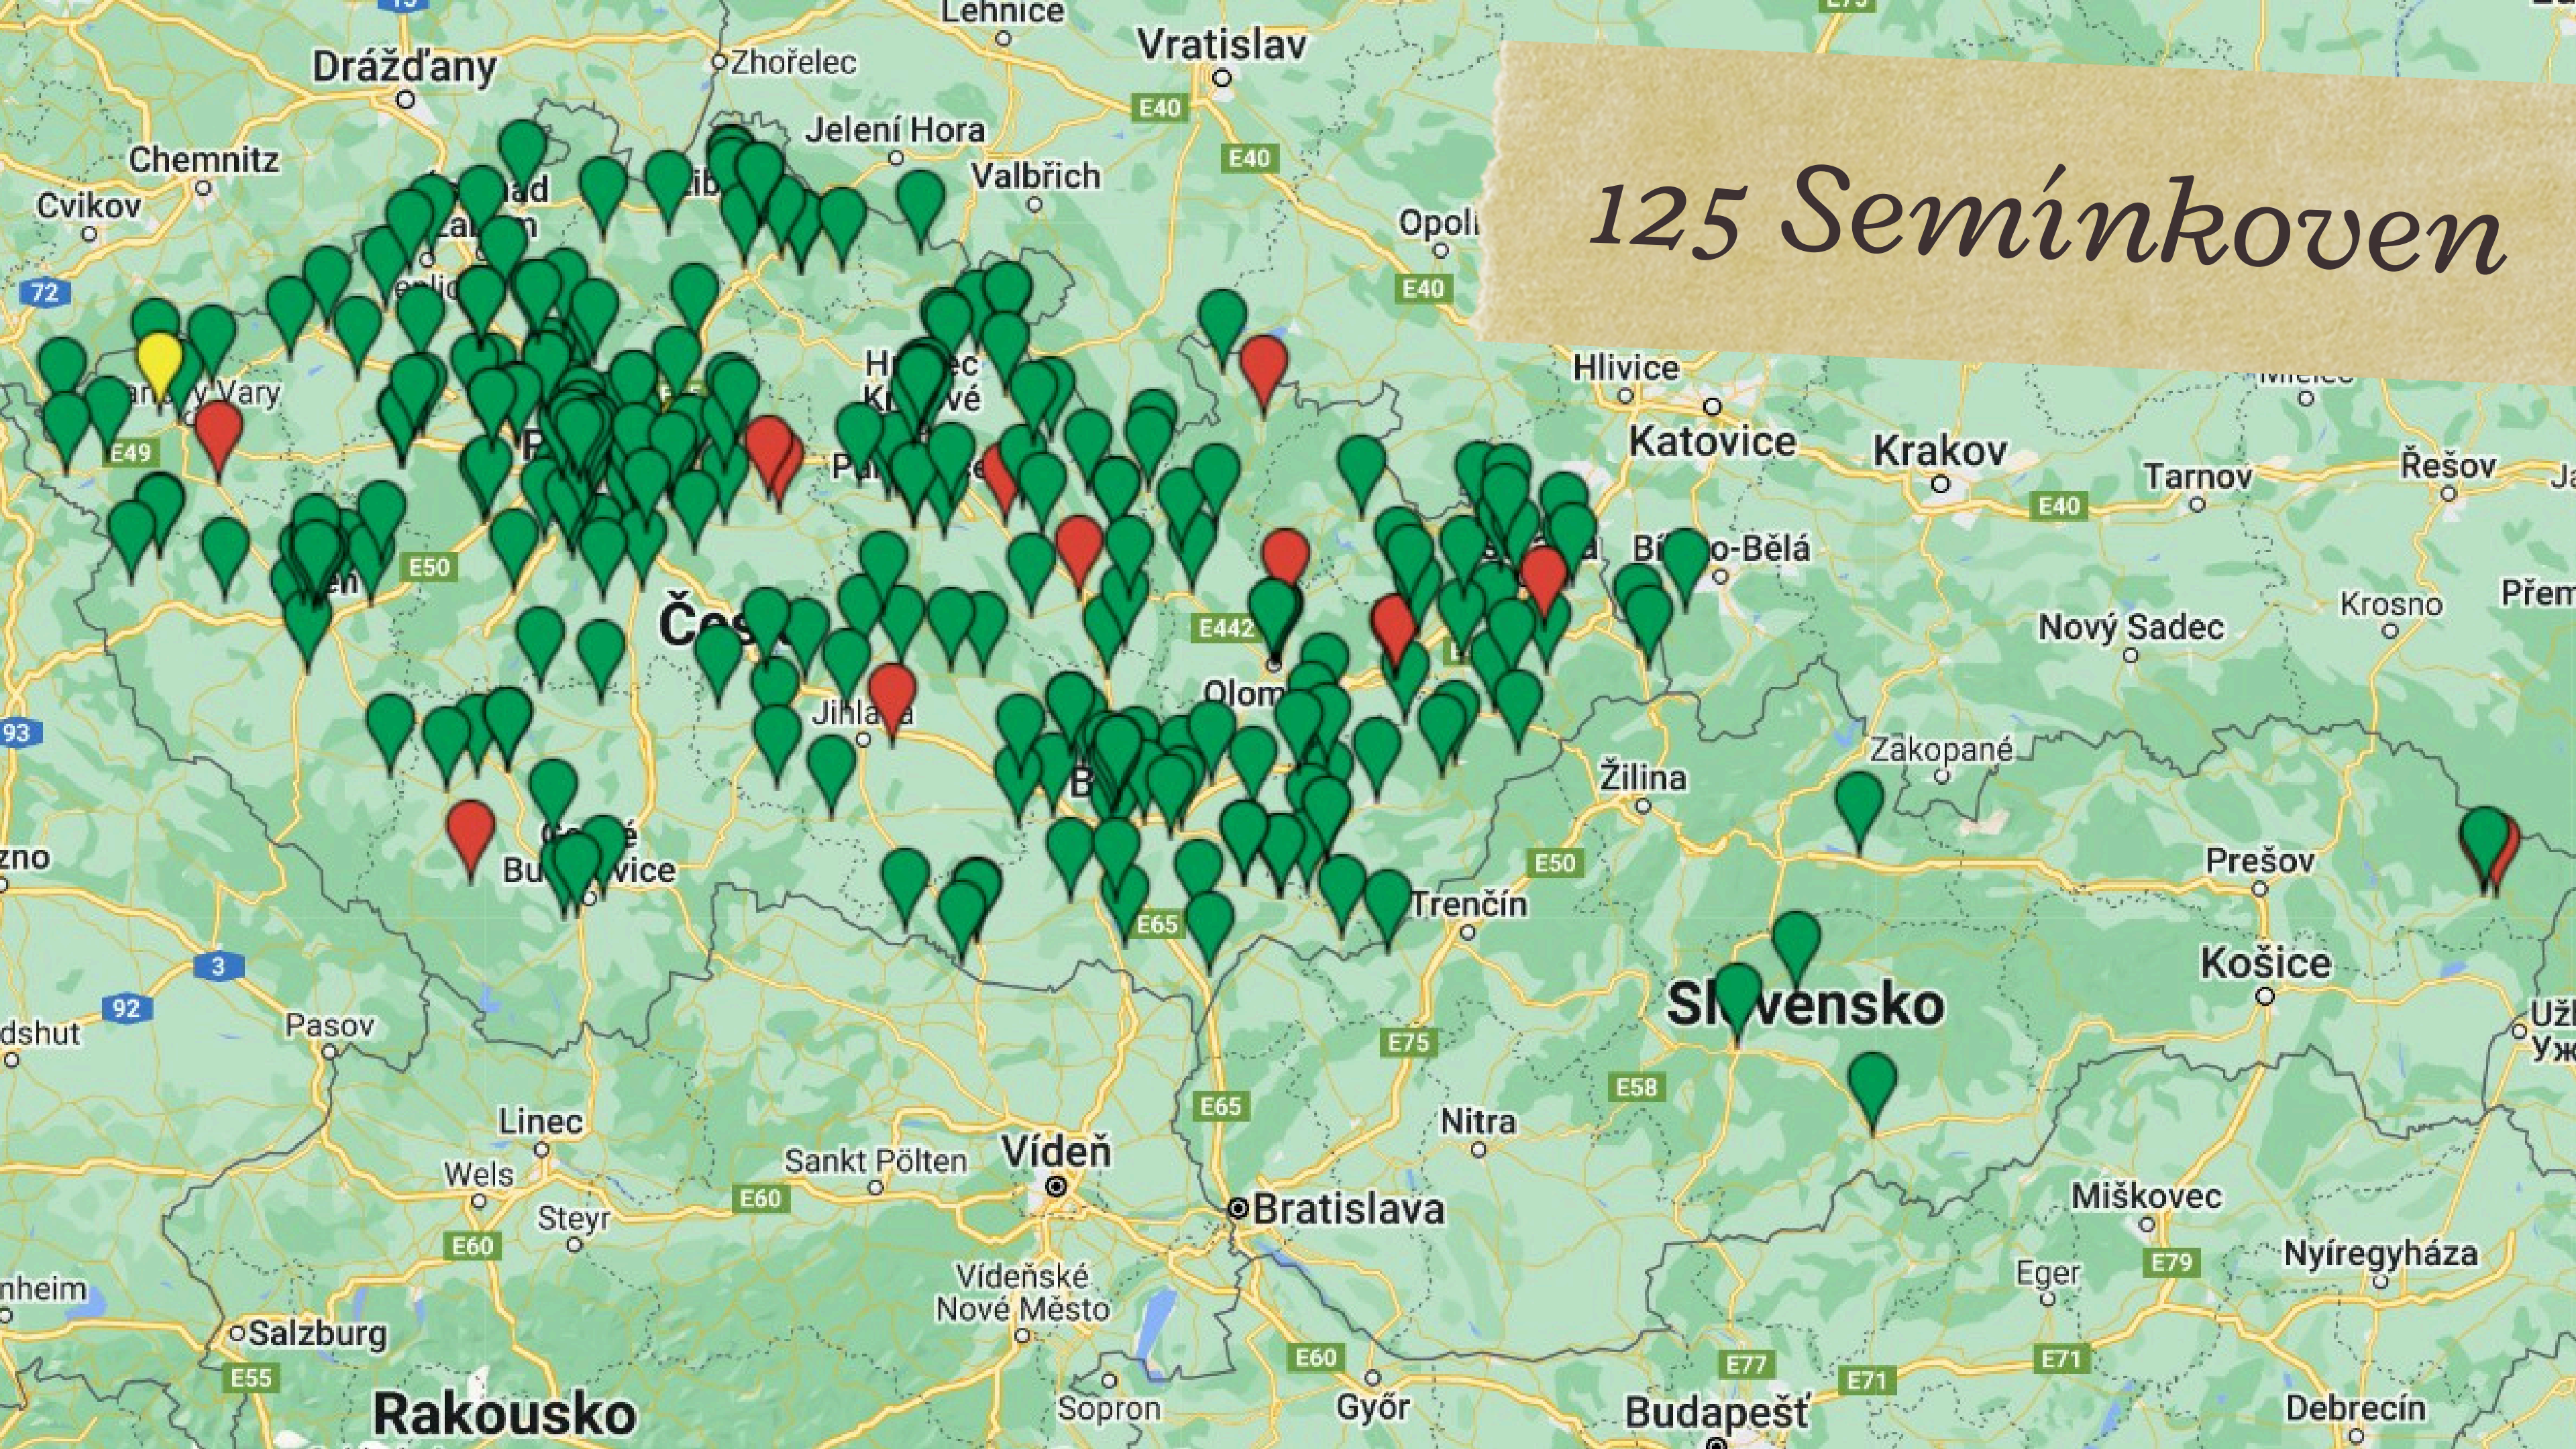 Lehnice
Vratislav
Drážďany
Zhořelec
E40
Jelení Hora
Chemnitz
E40
Valbřich
Cvikov
125 Semínkoven
72
E40
Hlivice
E49
Katovice
Krakov
Tarnov
Řešov
E40
E50
Krosno
E442
Nový Sadec
93
Jihlava
Zakopané
Žilina
E50
Prešov
Trenčín
E65
3
Košice
92
Slovensko
Pasov
E75
E58
E65
Linec
Nitra
Vídeň
Sankt Pölten
Wels
E60
Miškovec
Bratislava
Steyr
E60
Nyíregyháza
E79
Vídeňské
Nové Město
Eger
Salzburg
E60
E77
E71
E71
E55
Rakousko
Sopron
Győr
Budapešť
Debrecín